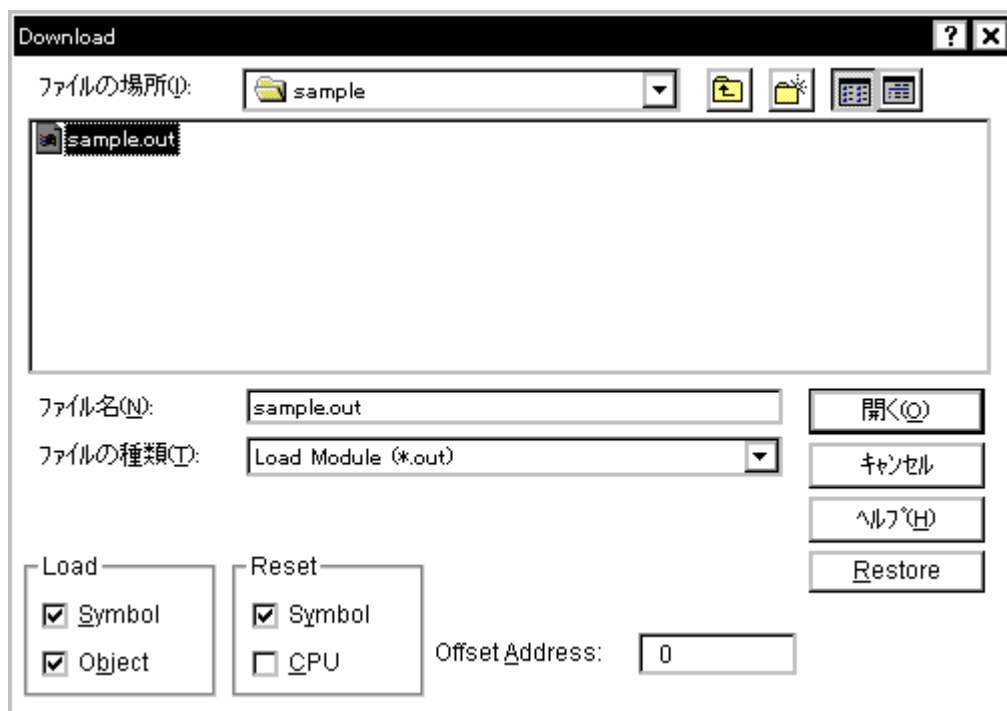 Download
ファイルの場所(I):
sample
sample.out
ファイル名(N):
sample.out
開く(O)
ファイルの種類(T):
Load Module (*.out)
キャンセル
ヘルプ(H)
Restore
Load
Symbol
Object
Reset
Symbol
CPU
Offset Address:
0